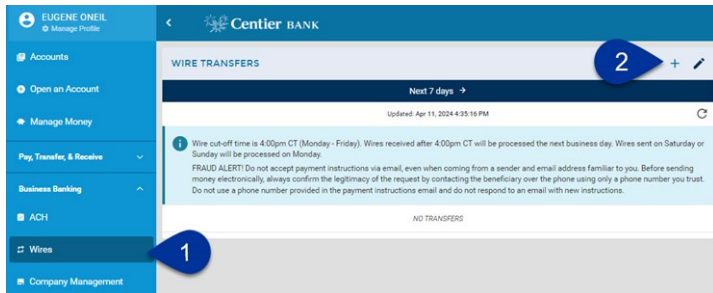 EUGENE ONEIL
Manage Profile
Accounts
Open an Account
Manage Money
Pay, Transfer, & Receive
Business Banking
ACH
Wires
Company Management
1
Centier BANK
WIRE TRANSFERS
2
Next 7 days
Updated: Apr 11, 2024 4:35:16 PM
Wire cut-off time is 4:00pm CT (Monday - Friday). Wires received after 4:00pm CT will be processed the next business day. Wires sent on Saturday or
Sunday will be processed on Monday.
FRAUD ALERT! Do not accept payment instructions via email, even when coming from a sender and email address familiar to you. Before sending
money electronically, always confirm the legitimacy of the request by contacting the beneficiary over the phone using only a phone number you trust.
Do not use a phone number provided in the payment instructions email and do not respond to an email with new instructions.
NO TRANSFERS